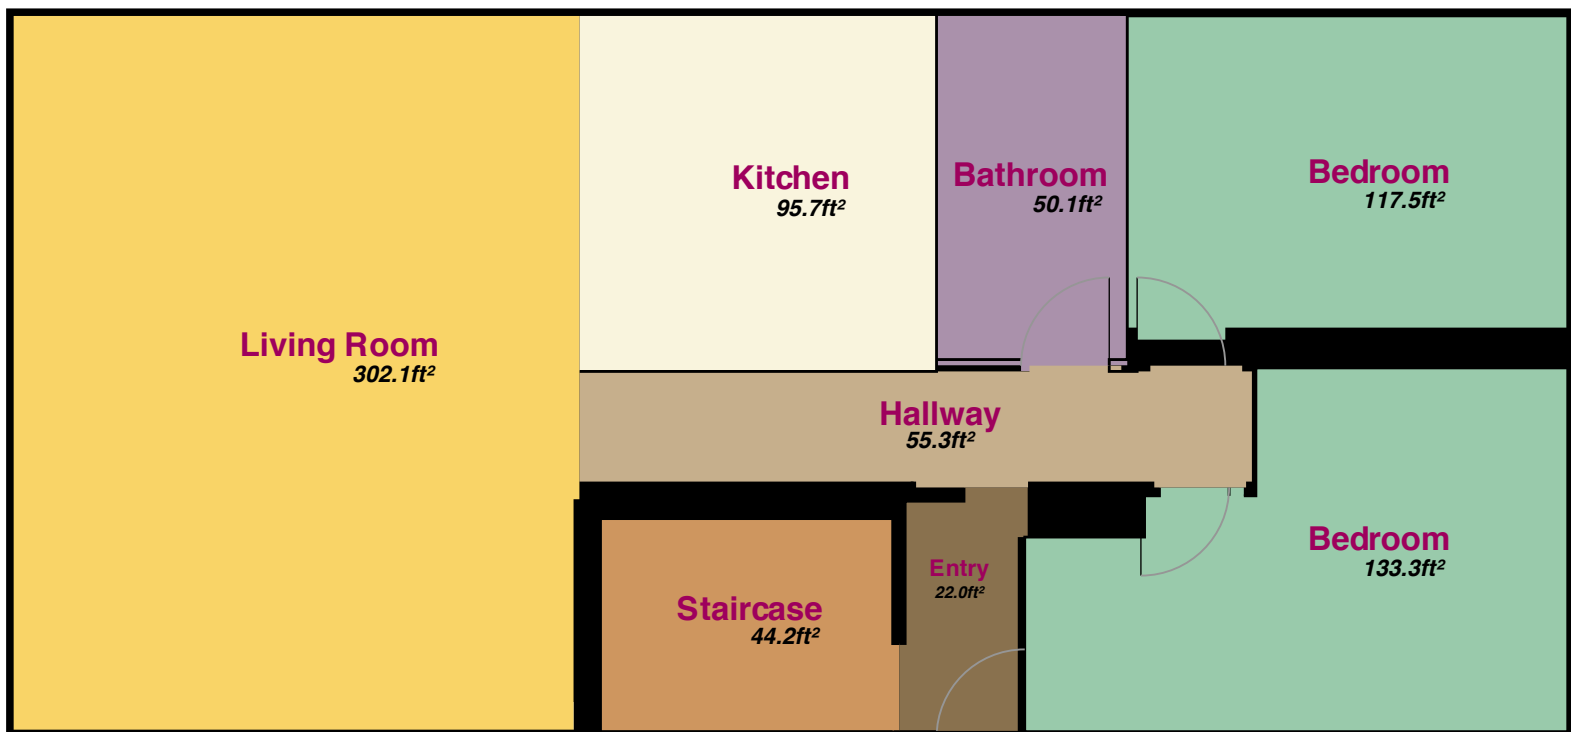 Kitchen
95.7ft²
Bathroom
50.1ft²
Bedroom
117.5ft²
Living Room
302.1ft²
Hallway
55.3ft²
Entry
22.0ft²
Bedroom
133.3ft²
Staircase
44.2ft²